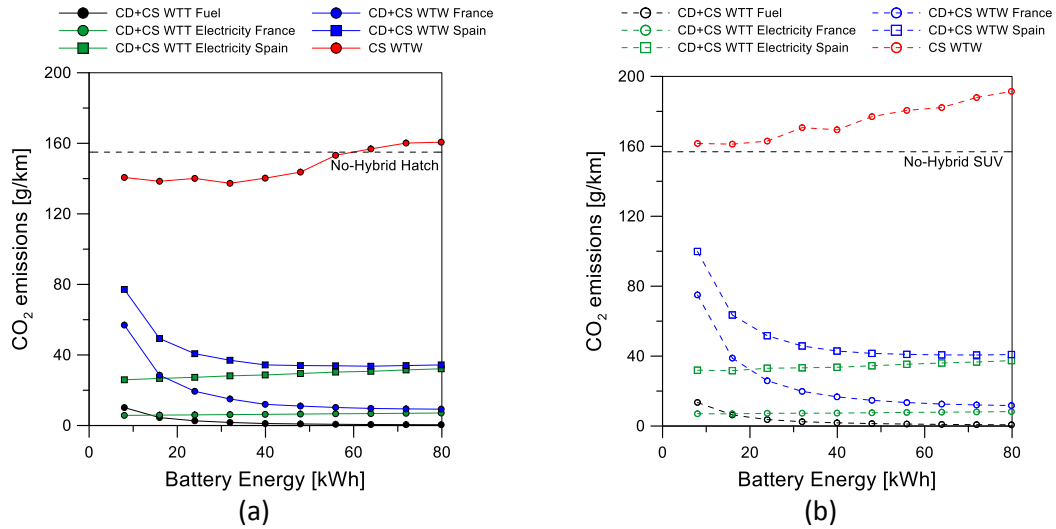 CD+CS WTT Fuel
CD+CS WTW France
CD+CS WTT Electricity France
CD+CS WTW Spain
CD+CS WTT Electricity Spain
CS WTW
200
160
120
80
40
0
CO2 emissions [g/km]
No-Hybrid Hatch
0 20 40 60 80
Battery Energy [kWh]
(a)
CD+CS WTT Fuel
CD+CS WTW France
CD+CS WTT Electricity France
CD+CS WTW Spain
CD+CS WTT Electricity Spain
CS WTW
200
160
120
80
40
0
CO2 emissions [g/km]
No-Hybrid SUV
0 20 40 60 80
Battery Energy [kWh]
(b)